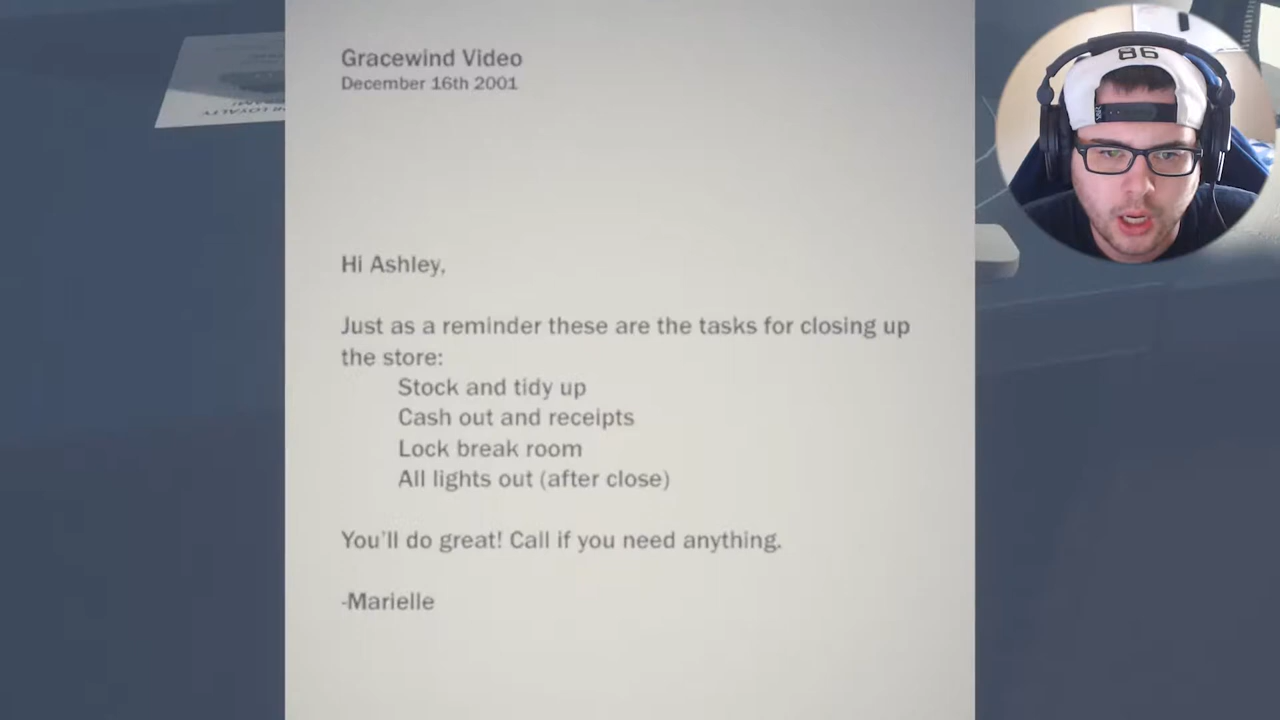 Gracewind Video
December 16th 2001
Hi Ashley,
Just as a reminder these are the tasks for closing up
the store:
Stock and tidy up
Cash out and receipts
Lock break room
All lights out (after close)
You'll do great! Call if you need anything.
-Marielle
LOYALTY
86